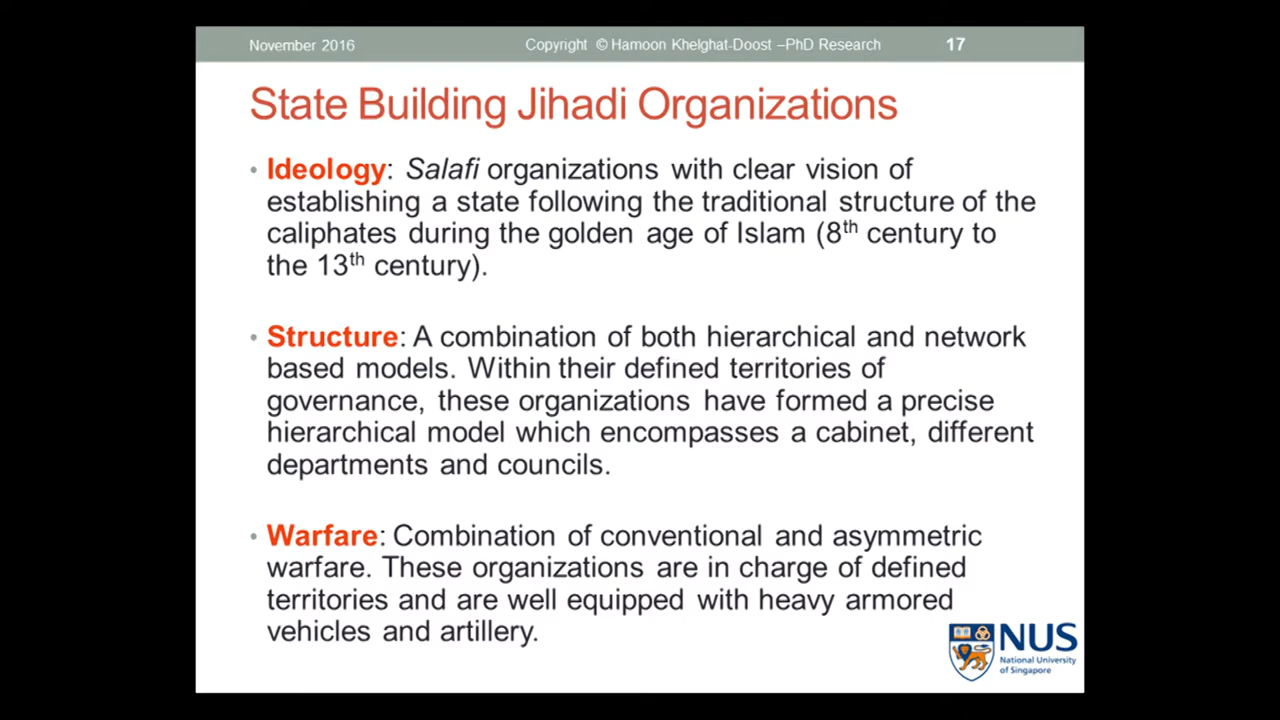 November 2016 Copyright © Hamoon Khelghat-Doost –PhD Research 17
State Building Jihadi Organizations
• Ideology: Salafi organizations with clear vision of
establishing a state following the traditional structure of the
caliphates during the golden age of Islam (8th century to
the 13th century).
• Structure: A combination of both hierarchical and network
based models. Within their defined territories of
governance, these organizations have formed a precise
hierarchical model which encompasses a cabinet, different
departments and councils.
• Warfare: Combination of conventional and asymmetric
warfare. These organizations are in charge of defined
territories and are well equipped with heavy armored
vehicles and artillery.
NUS
National University
of Singapore